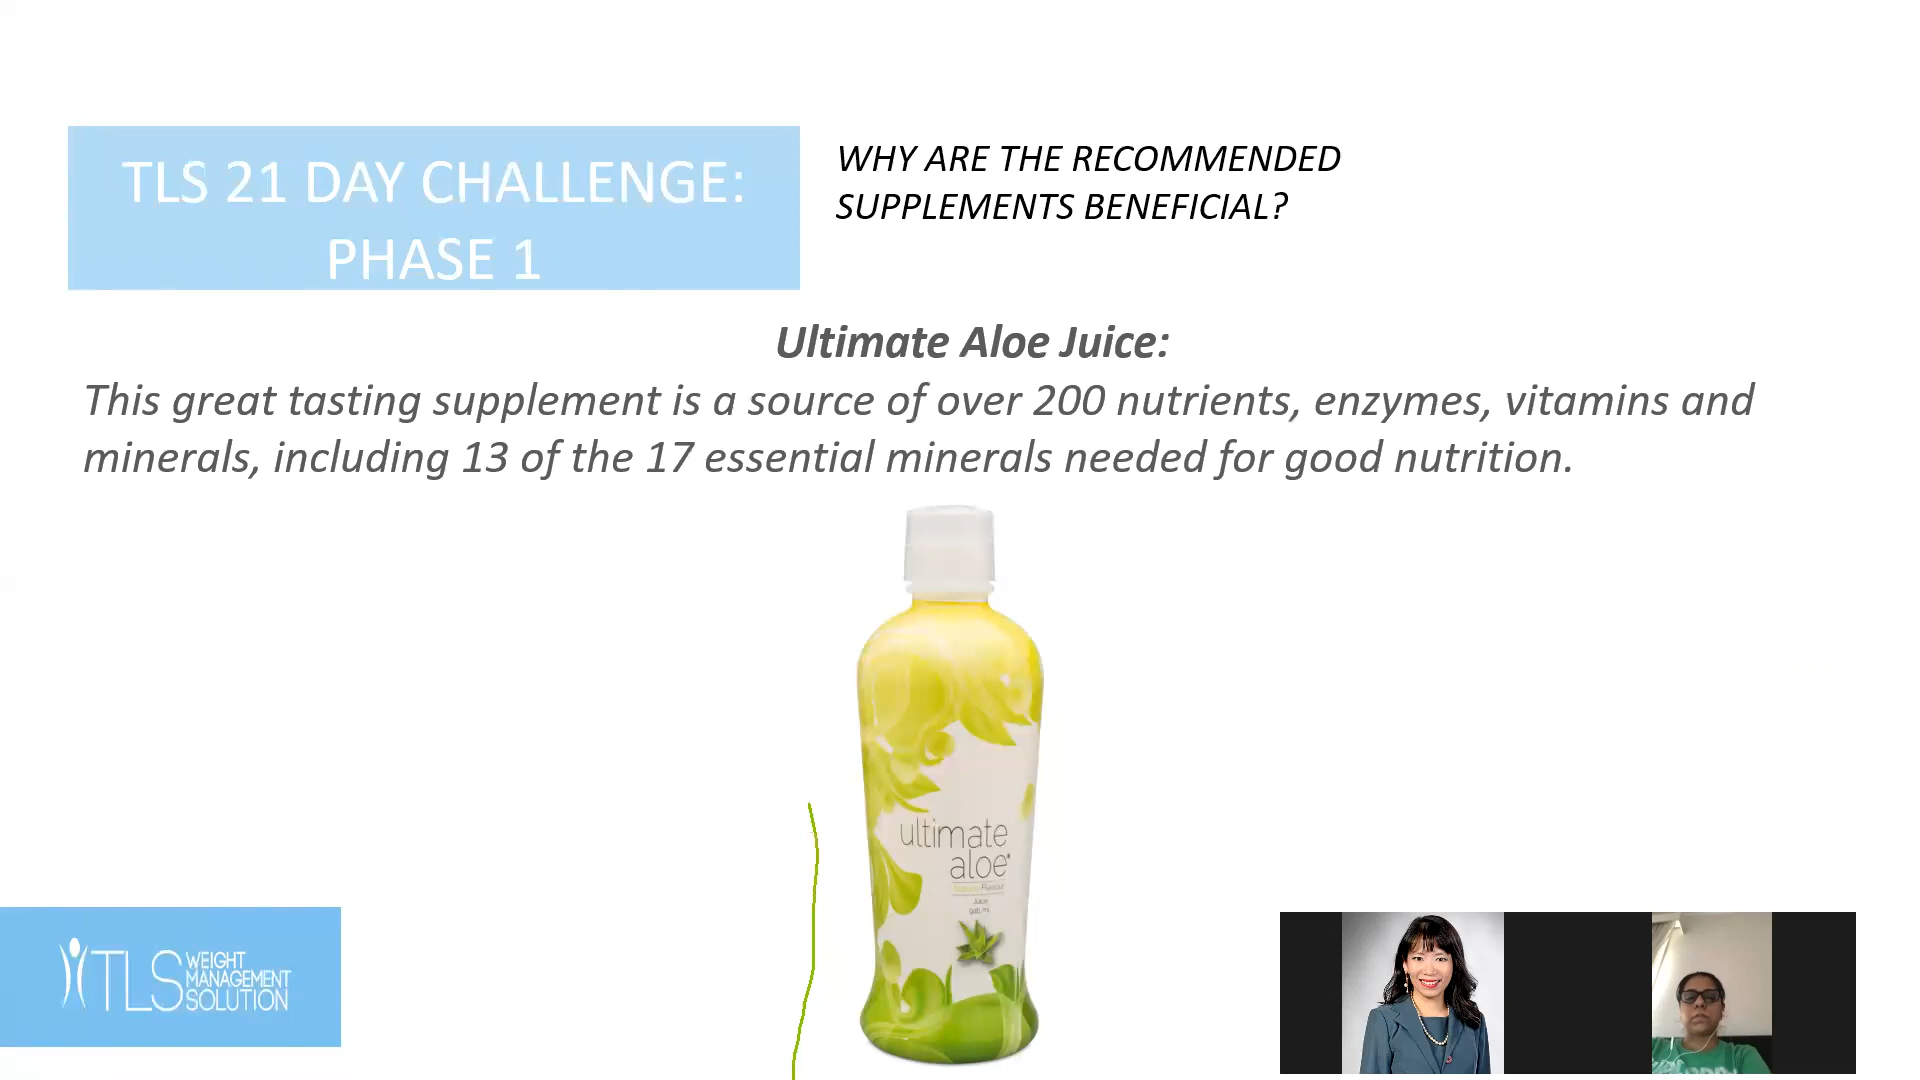 TLS 21 DAY CHALLENGE:
PHASE 1
WHY ARE THE RECOMMENDED
SUPPLEMENTS BENEFICIAL?
Ultimate Aloe Juice:
This great tasting supplement is a source of over 200 nutrients, enzymes, vitamins and
minerals, including 13 of the 17 essential minerals needed for good nutrition.
ultimate
aloe
Flavour
Juice
TLS
WEIGHT
MANAGEMENT
SOLUTION